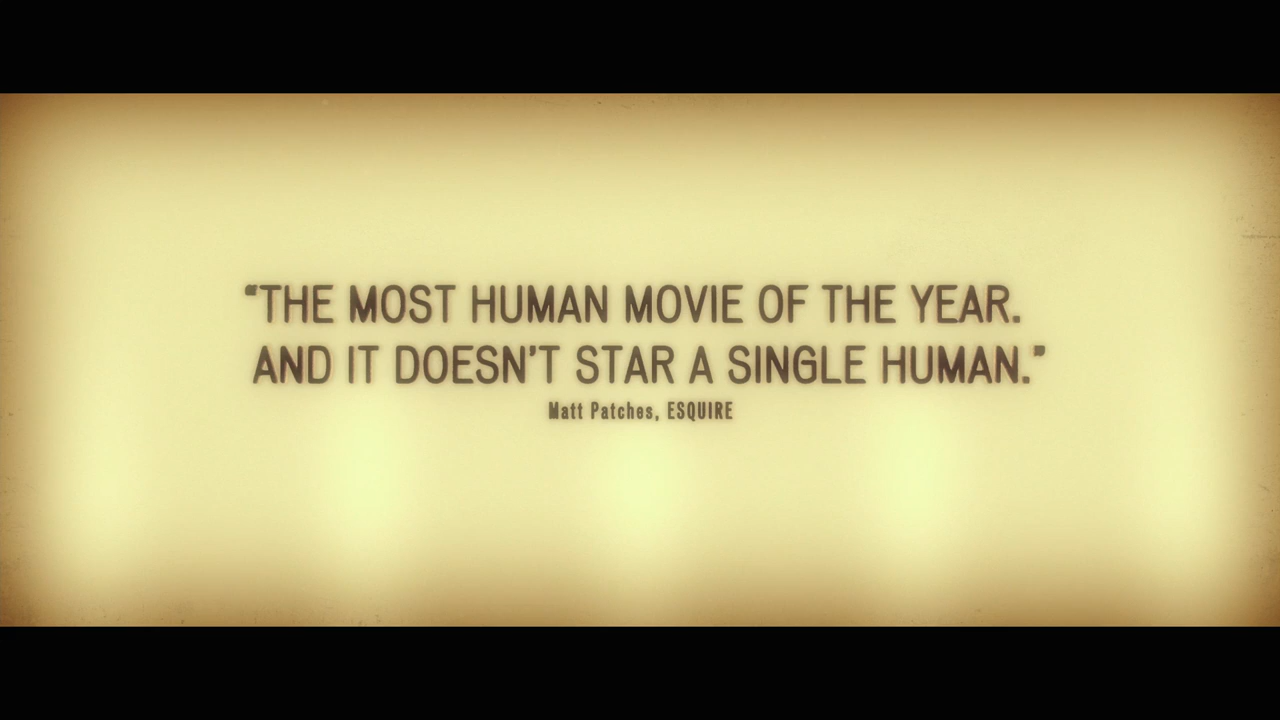 “THE MOST HUMAN MOVIE OF THE YEAR.
AND IT DOESN’T STAR A SINGLE HUMAN.”
Matt Patches, ESQUIRE